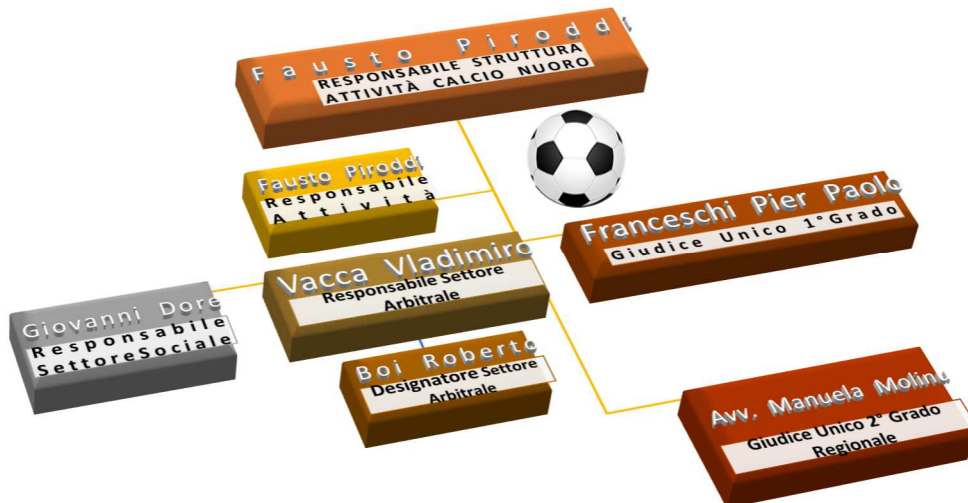 Fausto Piroddi
RESPONSABILE STRUTTURA
ATTIVITÀ CALCIO NUORO
Fausto Piroddi
Responsabile
Attività
Franceschi Pier Paolo
Giudice Unico 1° Grado
Vacca Vladimiro
Responsabile Settore
Arbitrale
Giovanni Dore
Responsabile
Settore Sociale
Boi Roberto
Designatore Settore
Arbitrale
Avv. Manuela Molinu
Giudice Unico 2° Grado
Regionale